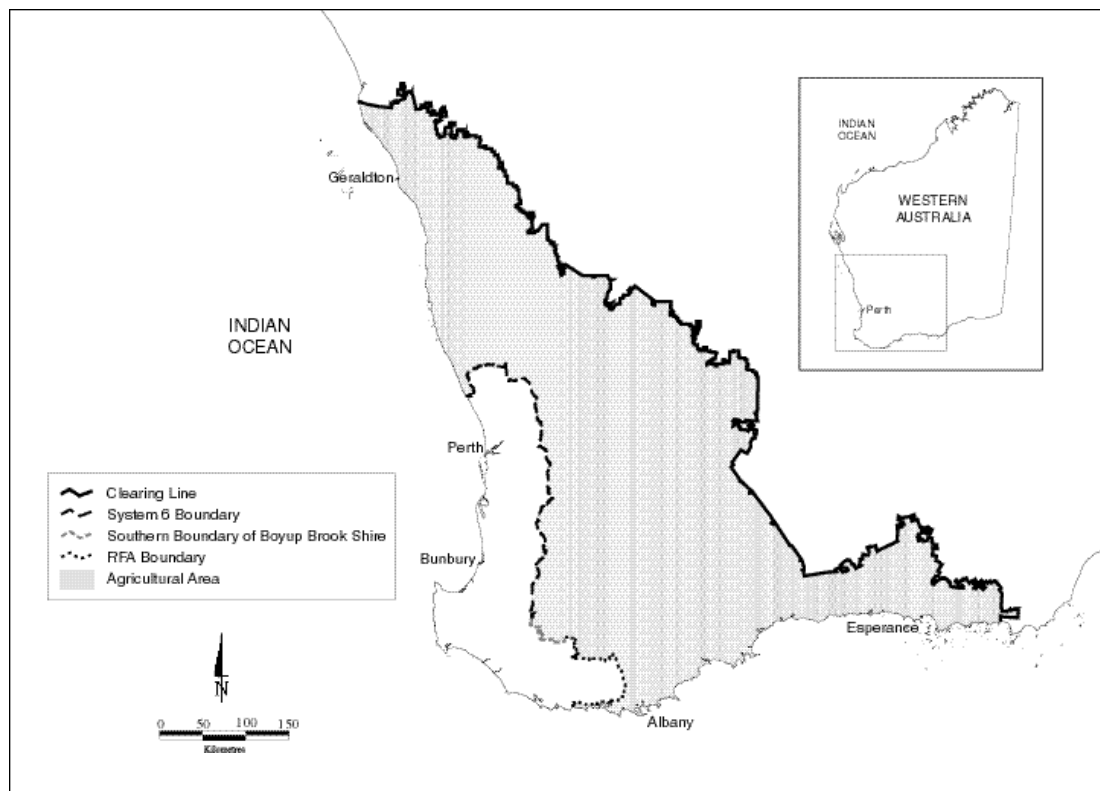 Geraldton
INDIAN
OCEAN
Perth
Bunbury
Esperance
Albany
INDIAN
OCEAN
WESTERN
AUSTRALIA
Perth
Clearing Line
System 6 Boundary
Southern Boundary of Boyup Brook Shire
RFA Boundary
Agricultural Area
N
0 50 100 150
Kilometres